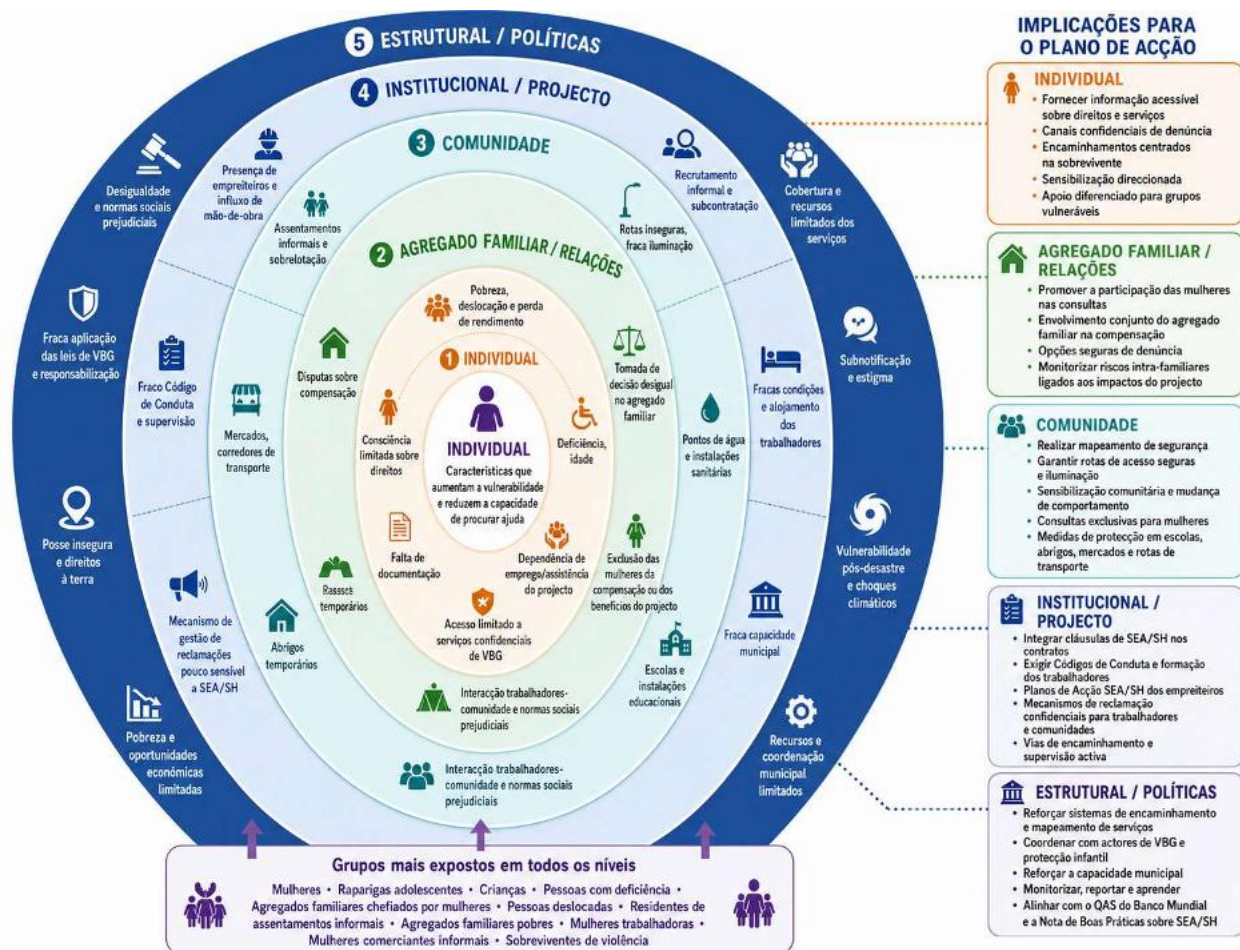 5 ESTRUTURAL / POLÍTICAS
4 INSTITUCIONAL / PROJECTO
3 COMUNIDADE
2 AGREGADO FAMILIAR / RELAÇÕES
1 INDIVIDUAL
INDIVIDUAL
Características que
aumentam a vulnerabilidade
e reduzem a capacidade
de procurar ajuda
Pobreza,
deslocação e perda
de rendimento
Consciência
limitada sobre
direitos
Deficiência,
idade
Falta de
documentação
Dependência de
emprego/assistência
do projecto
Acesso limitado a
serviços confidenciais
de VBG
Disputas sobre
compensação
Tomada de
decisão desigual no
agregado
familiar
Rassscs
temporários
Exclusão das
mulheres da
compensação ou dos
benefícios do projecto
Interacção trabalhadores-
comunidade e normas sociais
prejudiciais
Assentamentos
informais e
sobrelotação
Rotas inseguras,
fraca iluminação
Mercados,
corredores de
transporte
Pontos de água
e instalações
sanitárias
Abrigos
temporários
Escolas e
instalações
educacionais
Interacção trabalhadores-
comunidade e normas sociais
prejudiciais
Presença de
empreiteiros e
influxo de
mão-de-obra
Recrutamento
informal e
subcontratação
Fraco Código
de Conduta
e supervisão
Fracas condições
e alojamento
dos
trabalhadores
Mecanismo de
gestão de
reclamações
pouco sensível
a SEA/SH
Fraca capacidade
municipal
Desigualdade
e normas sociais
prejudiciais
Cobertura e
recursos
limitados dos
serviços
Fraca aplicação
das leis de VBG
e responsabilização
Subnotificação
e estigma
Posse insegura
e direitos
à terra
Vulnerabilidade
pós-desastre
e choques
climáticos
Pobreza e
oportunidades
económicas
limitadas
Recursos e
coordenação
municipal
limitados
Grupos mais expostos em todos os níveis
Mulheres • Raparigas adolescentes • Crianças • Pessoas com deficiência •
Agregados familiares chefiados por mulheres • Pessoas deslocadas • Residentes de
assentamentos informais • Agregados familiares pobres • Mulheres trabalhadoras •
Mulheres comerciantes informais • Sobreviventes de violência
IMPLICAÇÕES PARA
O PLANO DE ACÇÃO
INDIVIDUAL
• Fornecer informação acessível
sobre direitos e serviços
• Canais confidenciais de denúncia
• Encaminhamentos centrados
na sobrevivente
• Sensibilização direccionada
• Apoio diferenciado para grupos
vulneráveis
AGREGADO FAMILIAR /
RELAÇÕES
• Promover a participação das mulheres
nas consultas
• Envolvimento conjunto do agregado
familiar na compensação
• Opções seguras de denúncia
• Monitorizar riscos intra-familiares
ligados aos impactos do projecto
COMUNIDADE
• Realizar mapeamento de segurança
• Garantir rotas de acesso seguras
e iluminação
• Sensibilização comunitária e mudança
de comportamento
• Consultas exclusivas para mulheres
• Medidas de protecção em escolas,
abrigos, mercados e rotas de
transporte
INSTITUCIONAL /
PROJECTO
• Integrar cláusulas de SEA/SH nos
contratos
• Exigir Códigos de Conduta e formação
dos trabalhadores
• Planos de Acção SEA/SH dos empreiteiros
• Mecanismos de reclamação
confidenciais para trabalhadores
e comunidades
• Vias de encaminhamento e
supervisão activa
ESTRUTURAL / POLÍTICAS
• Reforçar sistemas de encaminhamento
e mapeamento de serviços
• Coordenar com actores de VBG e
protecção infantil
• Reforçar a capacidade municipal
• Monitorizar, reportar e aprender
• Alinhar com o QAS do Banco Mundial
e a Nota de Boas Práticas sobre SEA/SH